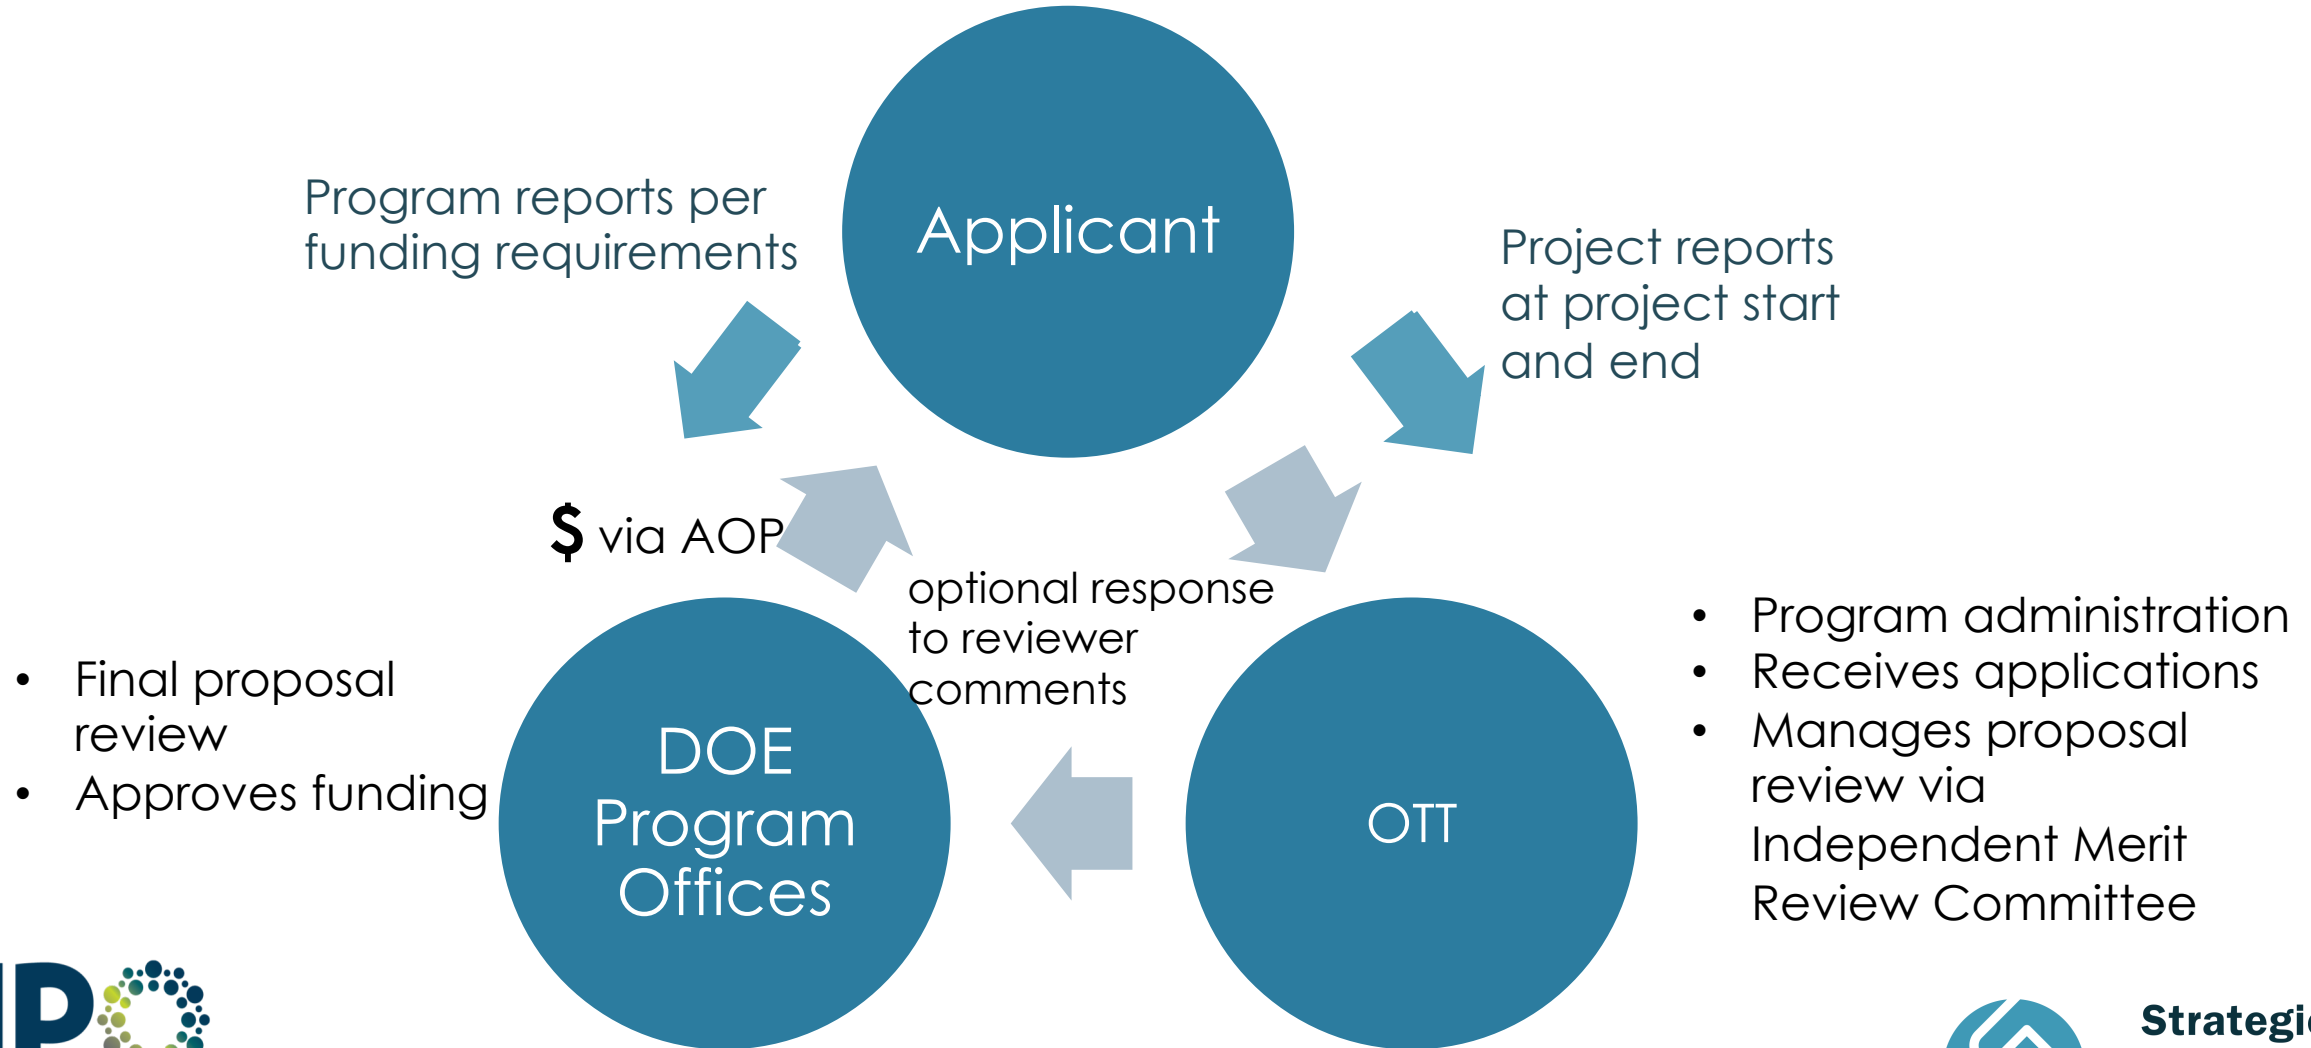 Applicant
Program reports per
funding requirements
Project reports
at project start
and end
$ via AOP
optional response
to reviewer
comments
• Final proposal
review
• Approves funding
DOE
Program
Offices
OTT
• Program administration
• Receives applications
• Manages proposal
review via
Independent Merit
Review Committee